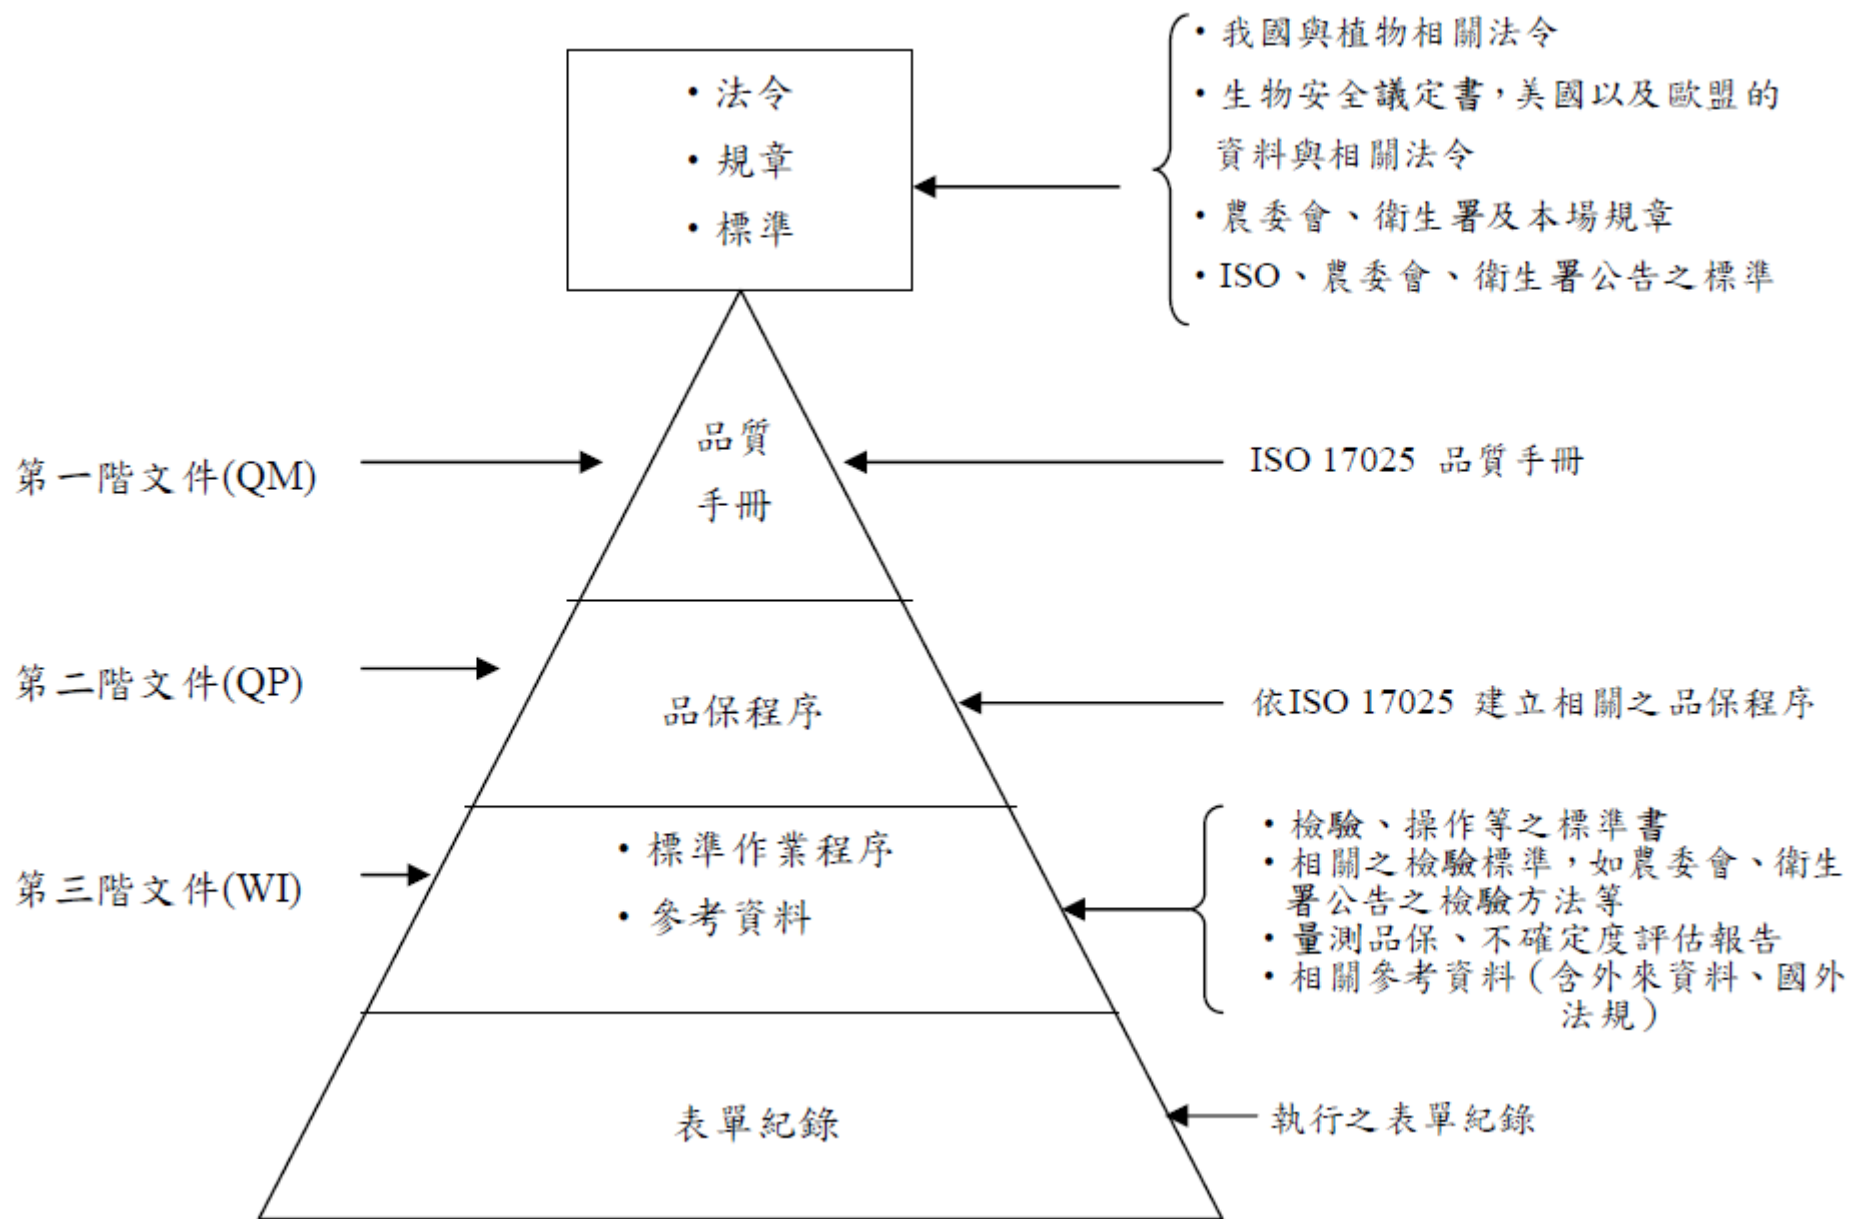 ・法令
・規章
・標準
・我國與植物相關法令
・生物安全議定書，美國以及歐盟的
資料與相關法令
・農委會、衛生署及本場規章
・ISO、農委會、衛生署公告之標準
第一階文件(QM)
品質
手冊
ISO 17025 品質手冊
第二階文件(QP)
品保程序
依ISO 17025 建立相關之品保程序
第三階文件(WI)
・標準作業程序
・參考資料
・檢驗、操作等之標準書
・相關之檢驗標準，如農委會、衛生
署公告之檢驗方法等
・量測品保、不確定度評估報告
・相關參考資料（含外來資料、國外
法規）
表單紀錄
執行之表單紀錄